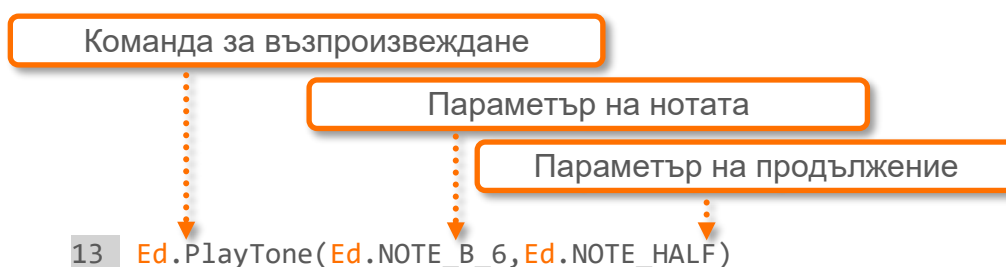 Команда за възпроизвеждане
Параметър на нотата
Параметър на продължение
13 Ed.PlayTone(Ed.NOTE_B_6,Ed.NOTE_HALF)